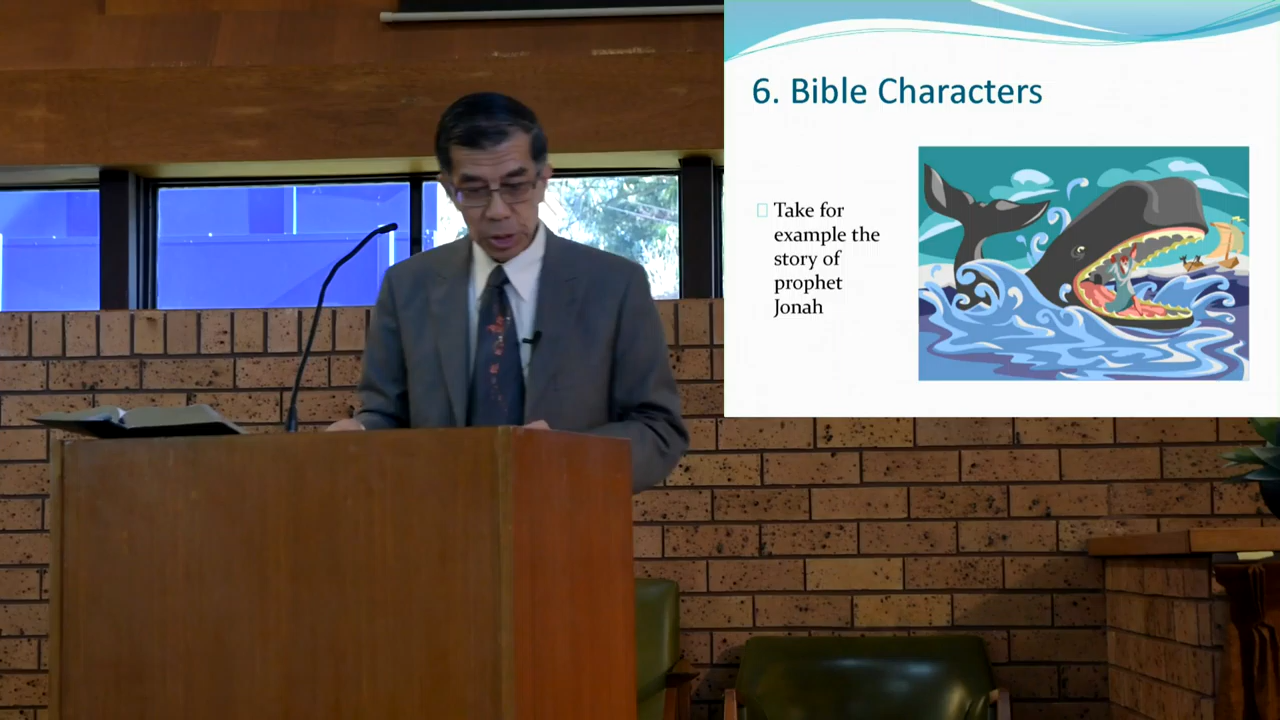 6. Bible Characters
Take for
example the
story of
prophet
Jonah